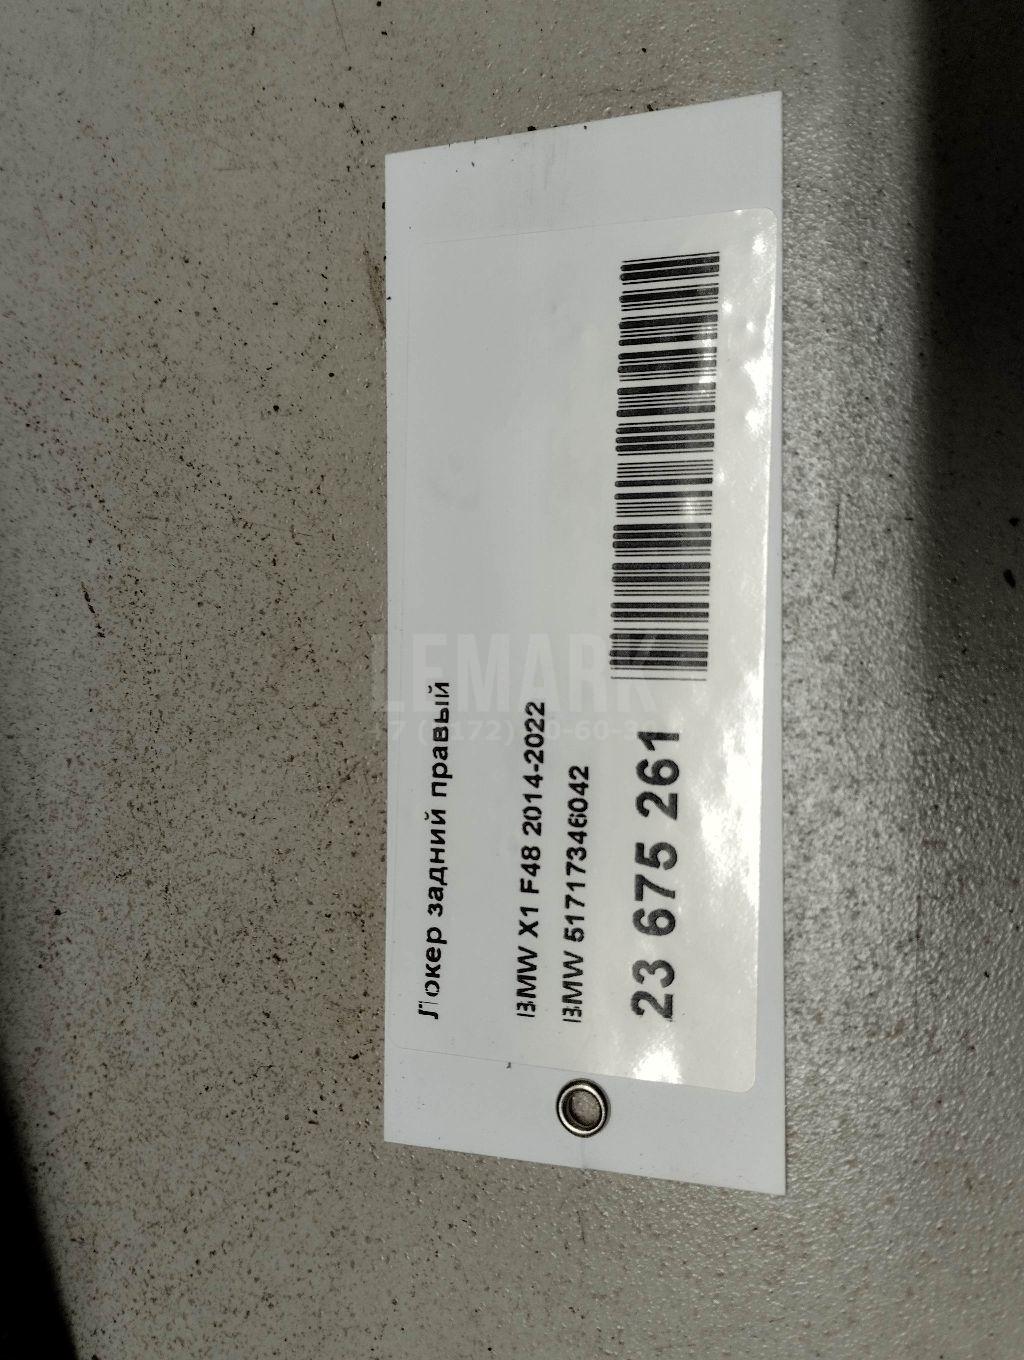 Локер задний правый
BMW X1 F48 2014-2022
BMW 51717346042
23 675 261
LEMARK